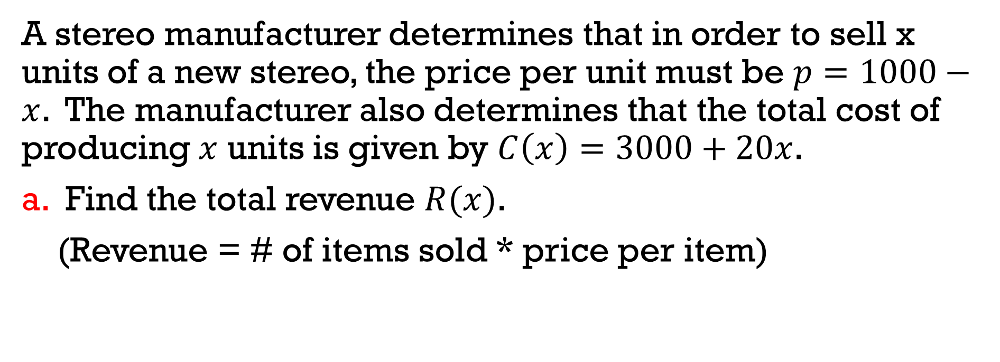 A stereo manufacturer determines that in order to sell x
units of a new stereo, the price per unit must be p = 1000 −
x. The manufacturer also determines that the total cost of
producing x units is given by C(x) = 3000 + 20x.
a. Find the total revenue R(x).
(Revenue = # of items sold * price per item)